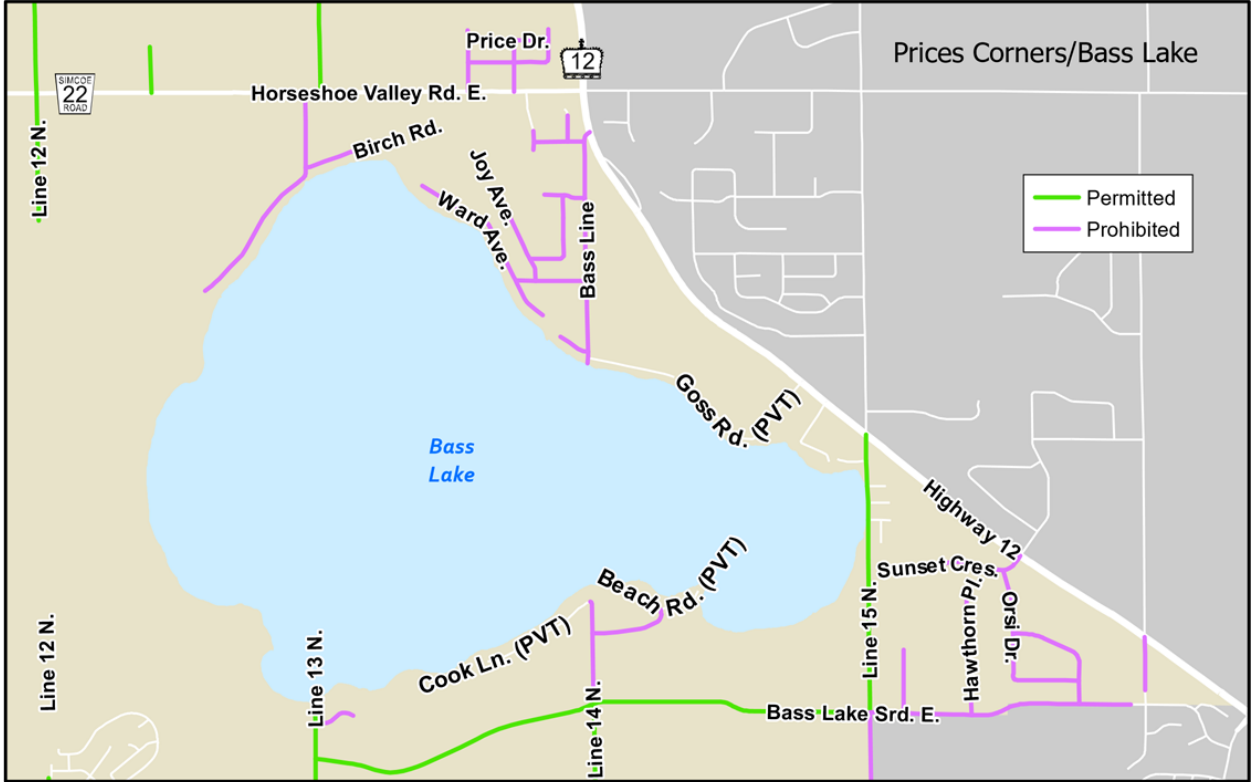 Prices Corners/Bass Lake
Price Dr.
12
SIMCOE
22
ROAD
Horseshoe Valley Rd. E.
Line 12 N.
Birch Rd.
Joy Ave.
Ward Ave.
Bass Line
Permitted
Prohibited
Goss Rd. (PVT)
Bass
Lake
Highway 12
Beach Rd. (PVT)
Sunset Cres.
Hawthorn Pl.
Orsi Dr.
Line 15 N.
Line 12 N.
Line 13 N.
Cook Ln. (PVT)
Line 14 N.
Bass Lake Srd. E.